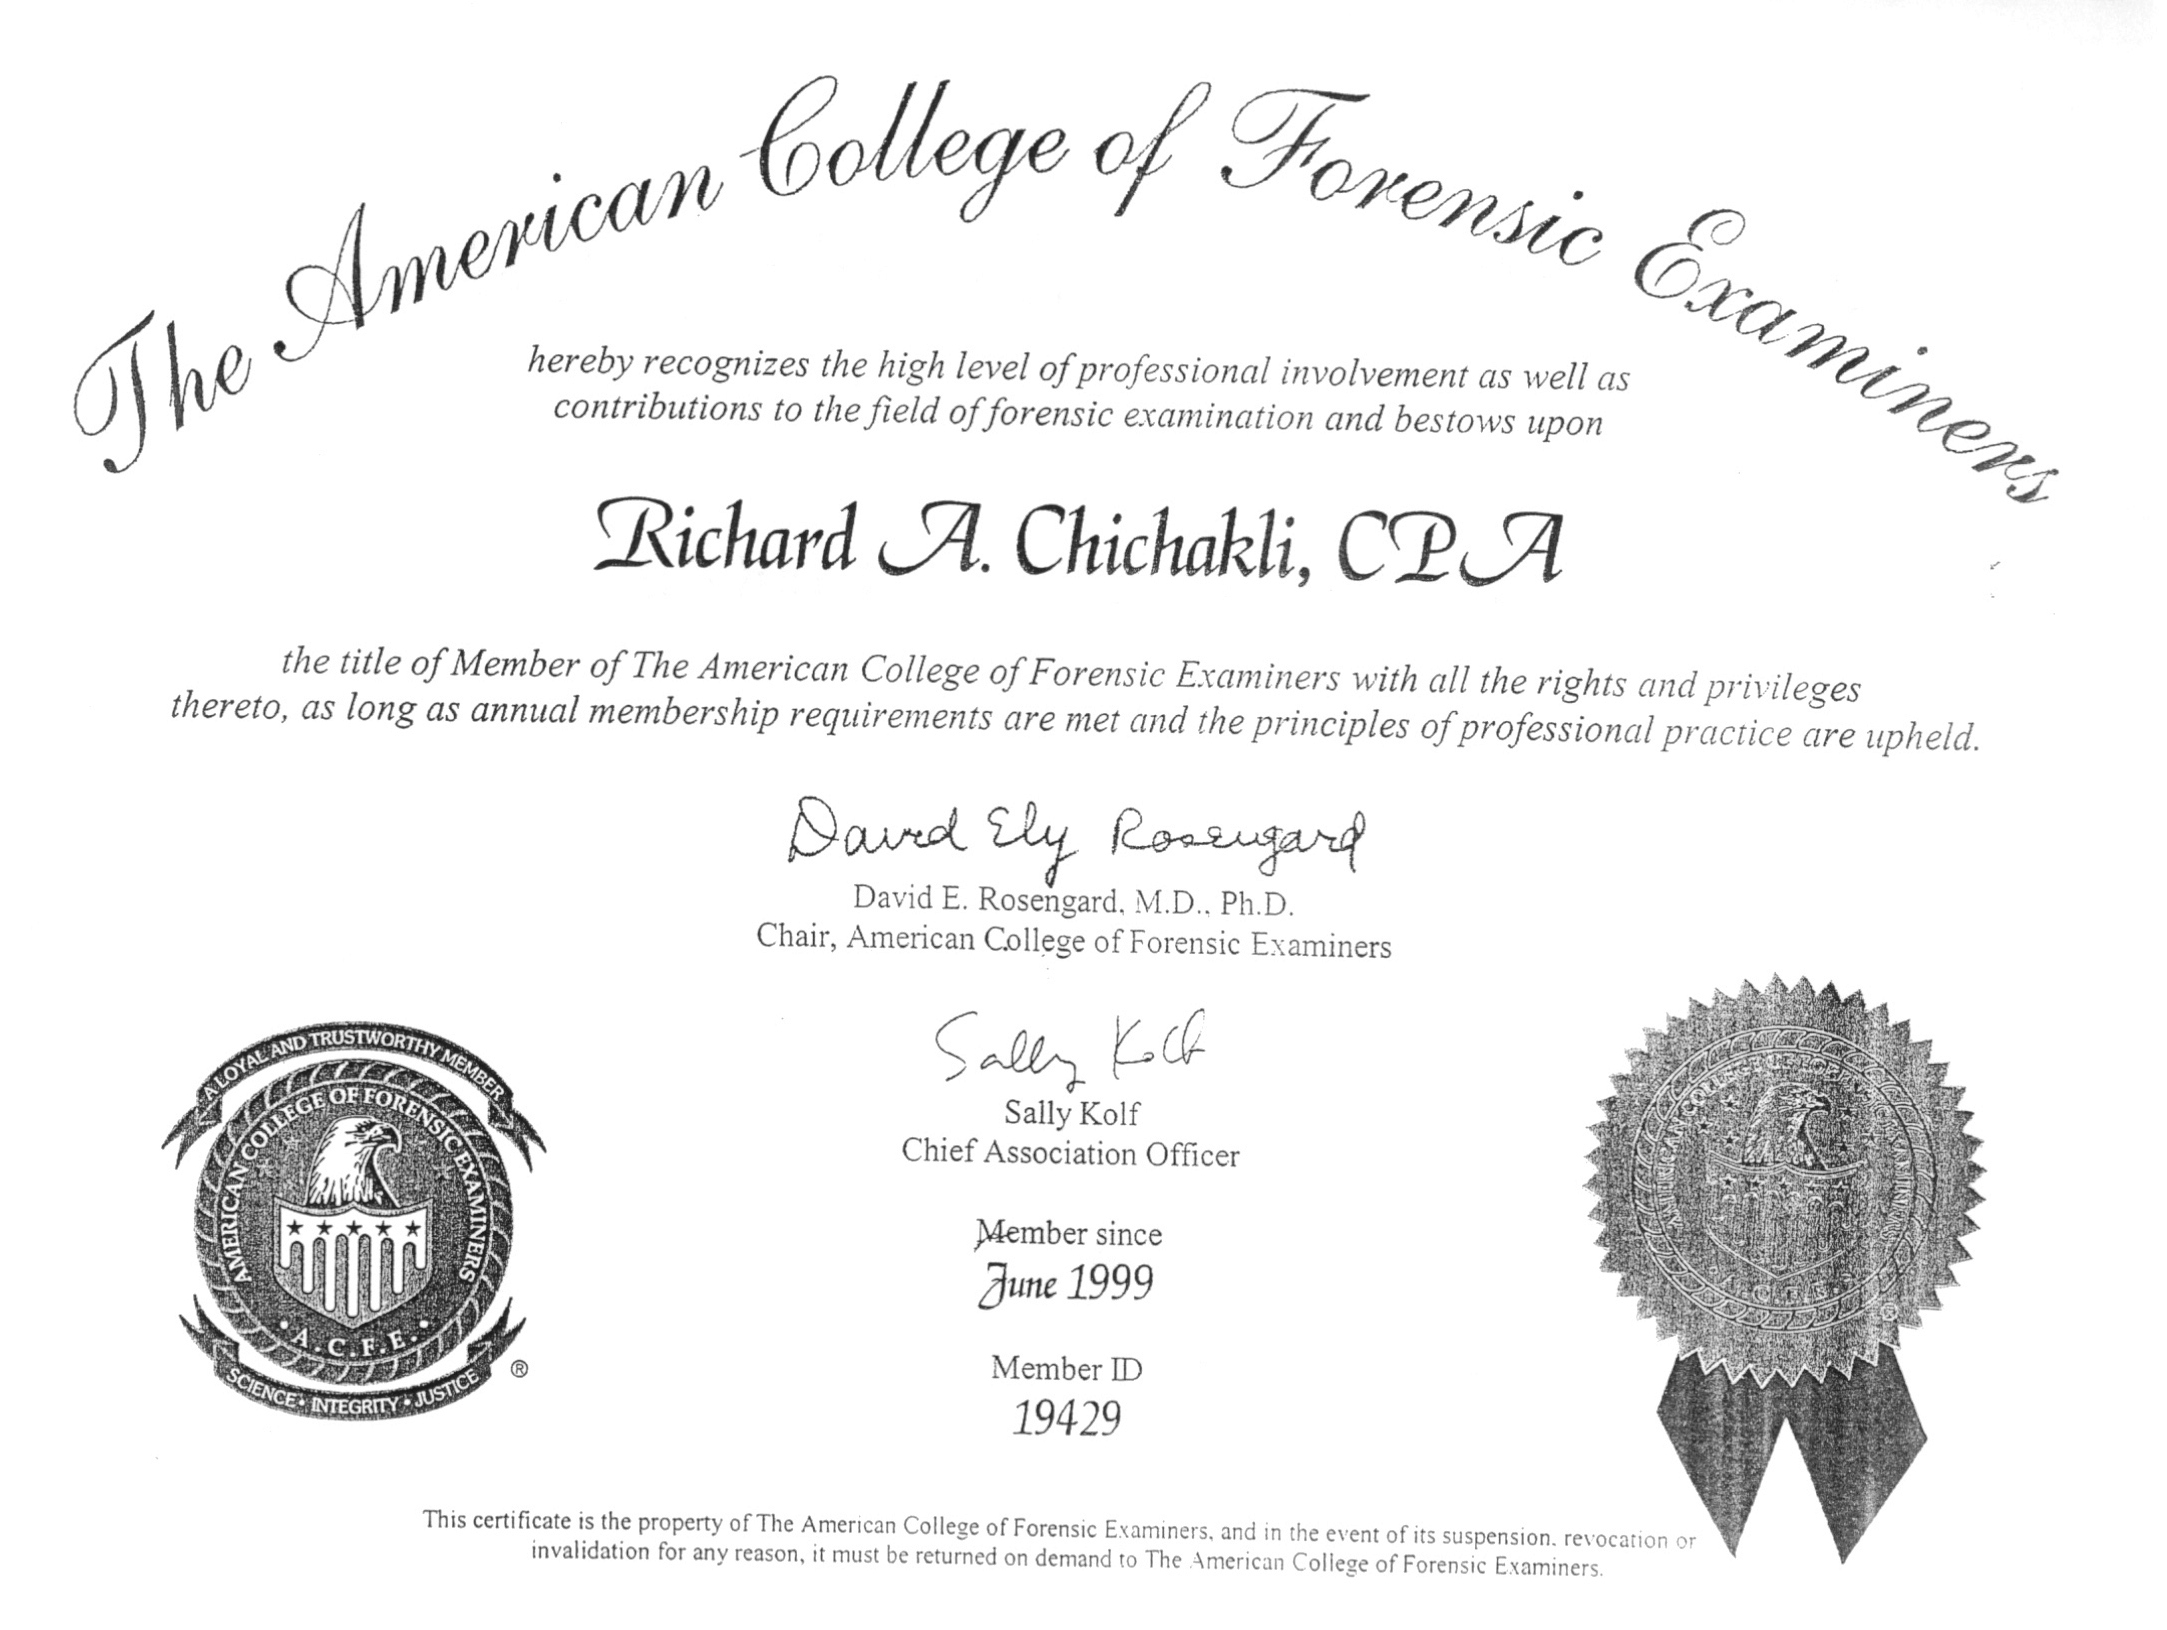 The American College of Forensic Examiners
hereby recognizes the high level of professional involvement as well as
contributions to the field of forensic examination and bestows upon
Richard A. Chichakli, CPA
the title of Member of The American College of Forensic Examiners with all the rights and privileges
thereto, as long as annual membership requirements are met and the principles of professional practice are upheld.
David Ely Rosengard
David E. Rosengard, M.D., Ph.D.
Chair, American College of Forensic Examiners
Sally Kolf
Sally Kolf
Chief Association Officer
Member since
June 1999
Member ID
19429
A LOYAL AND TRUSTWORTHY MEMBER
AMERICAN COLLEGE OF FORENSIC EXAMINERS
• A.C.F.E. •
SCIENCE • INTEGRITY • JUSTICE
®
This certificate is the property of The American College of Forensic Examiners, and in the event of its suspension, revocation or
invalidation for any reason, it must be returned on demand to The American College of Forensic Examiners.